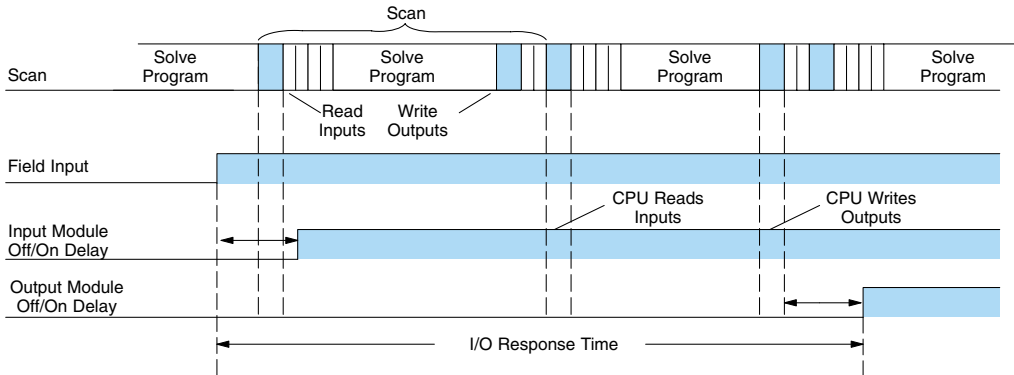 Scan
Solve
Program
Solve
Program
Solve
Program
Solve
Program
Scan
Read
Inputs
Write
Outputs
Field Input
CPU Reads
Inputs
CPU Writes
Outputs
Input Module
Off/On Delay
Output Module
Off/On Delay
I/O Response Time